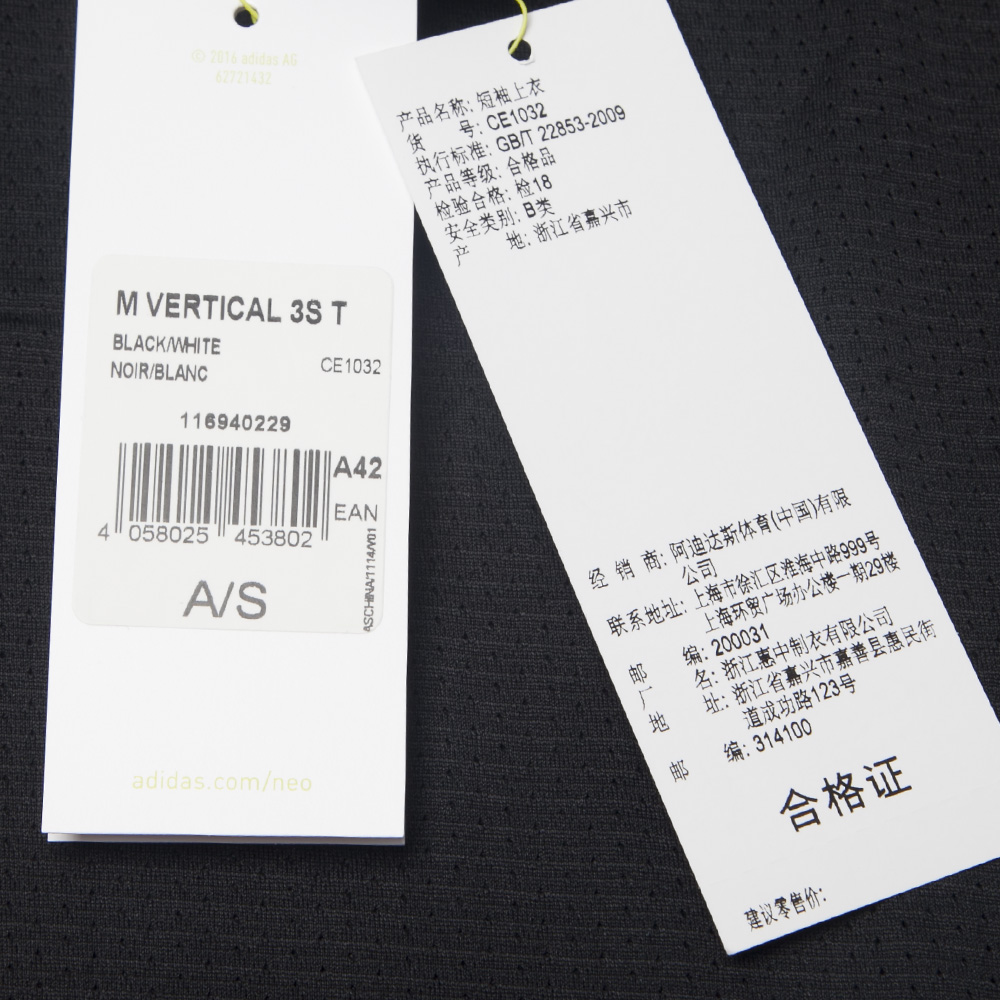 © 2016 adidas AG
62721432
M VERTICAL 3S T
BLACK/WHITE
NOIR/BLANC
CE1032
116940229
A42
EAN
4 058025 453802
A/S
ASCHINA/1114/V01
adidas.com/neo
产品名称: 短袖上衣
货 号: CE1032
执行标准: GB/T 22853-2009
产品等级: 合格品
检验合格: 检18
安全类别: B类
产 地: 浙江省嘉兴市
经 销 商: 阿迪达斯体育(中国)有限
公司
联系地址: 上海市徐汇区淮海中路999号
上海环贸广场办公楼一期29楼
邮 编: 200031
厂 名: 浙江惠中制衣有限公司
地 址: 浙江省嘉兴市嘉善县惠民街
道成功路123号
邮 编: 314100
合格证
建议零售价: